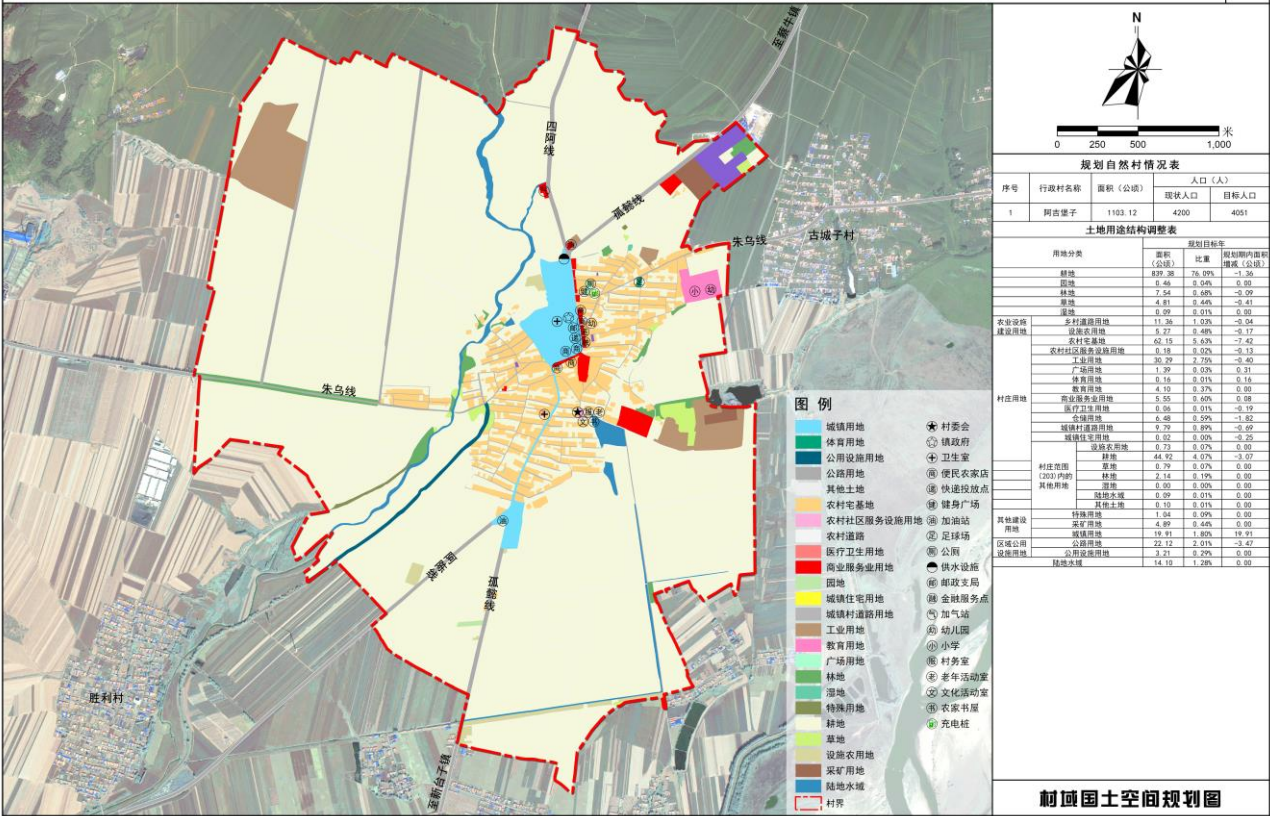 至蔡牛镇
四阿线
孤懿线
朱乌线
古城子村
朱乌线
阿索线
孤懿线
胜利村
至新台子镇
小 幼
幼
油
文 书
图 例
城镇用地
体育用地
公用设施用地
公路用地
其他土地
农村宅基地
农村社区服务设施用地
农村道路
医疗卫生用地
商业服务业用地
园地
城镇住宅用地
城镇村道路用地
工业用地
教育用地
广场用地
林地
湿地
特殊用地
耕地
草地
设施农用地
采矿用地
陆地水域
村界
村委会
镇政府
卫生室
便民农家店
快递投放点
健身广场
油 加油站
足 足球场
公厕
供水设施
邮 邮政支局
金融服务点
气 加气站
幼 幼儿园
小 小学
村务室
老 老年活动室
文 文化活动室
书 农家书屋
充电桩
N
米
0 250 500 1,000
规划自然村情况表
序号 行政村名称 面积（公顷） 人口（人）
现状人口 目标人口
1 阿吉堡子 1103.12 4200 4051
土地用途结构调整表
用地分类 规划目标年
面积（公顷） 比重 规划期内面积增减（公顷）
耕地 839.38 76.09% -1.36
园地 0.46 0.04% 0.00
林地 7.54 0.68% -0.09
草地 4.81 0.44% -0.41
湿地 0.09 0.01% 0.00
农业设施建设用地 乡村道路用地 11.36 1.03% -0.04
设施农用地 5.27 0.48% -0.17
村庄用地 农村宅基地 62.15 5.63% -7.42
农村社区服务设施用地 0.18 0.02% -0.13
工业用地 30.29 2.75% -0.40
广场用地 1.39 0.03% 0.31
体育用地 0.16 0.01% 0.16
教育用地 4.10 0.37% 0.00
商业服务业用地 5.55 0.60% 0.08
医疗卫生用地 0.06 0.01% -0.19
仓储用地 6.48 0.59% -1.82
城镇村道路用地 9.79 0.89% -0.69
城镇住宅用地 0.02 0.00% -0.25
村庄范围（203）内的其他用地 设施农用地 0.73 0.07% 0.00
耕地 44.92 4.07% -3.07
草地 0.79 0.07% 0.00
林地 2.14 0.19% 0.00
湿地 0.00 0.00% 0.00
陆地水域 0.09 0.01% 0.00
其他土地 0.10 0.01% 0.00
其他建设用地 特殊用地 1.04 0.09% 0.00
采矿用地 4.89 0.44% 0.00
城镇用地 19.91 1.80% 19.91
区域公用设施用地 公路用地 22.12 2.01% -3.47
公用设施用地 3.21 0.29% 0.00
陆地水域 14.10 1.28% 0.00
村域国土空间规划图